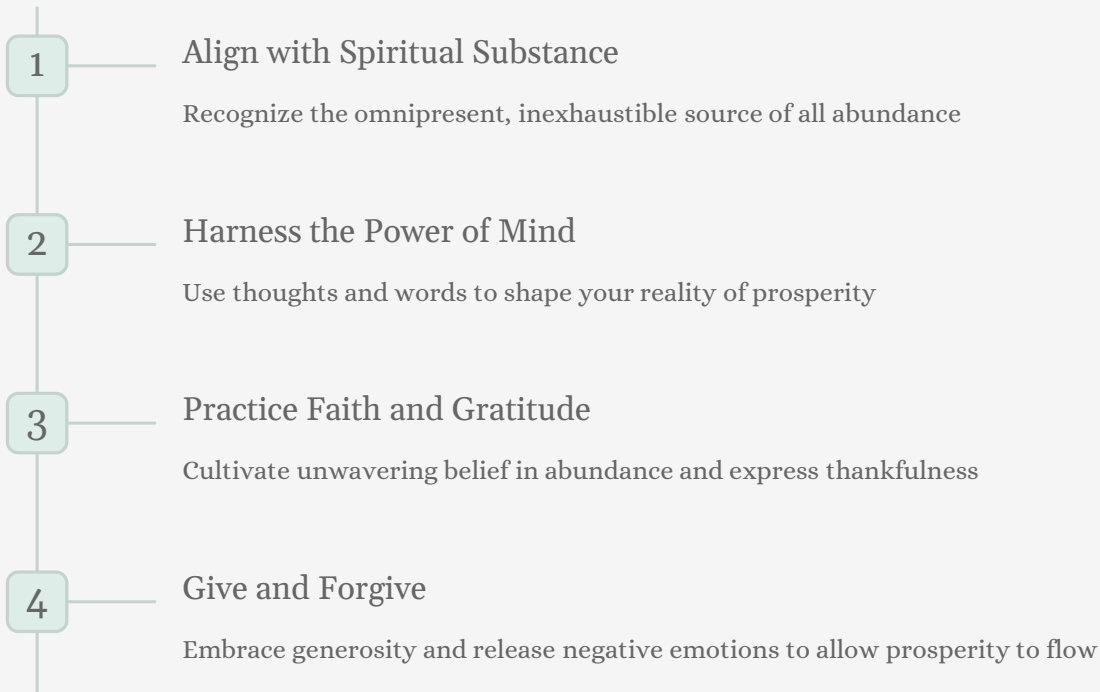 1
Align with Spiritual Substance
Recognize the omnipresent, inexhaustible source of all abundance
2
Harness the Power of Mind
Use thoughts and words to shape your reality of prosperity
3
Practice Faith and Gratitude
Cultivate unwavering belief in abundance and express thankfulness
4
Give and Forgive
Embrace generosity and release negative emotions to allow prosperity to flow